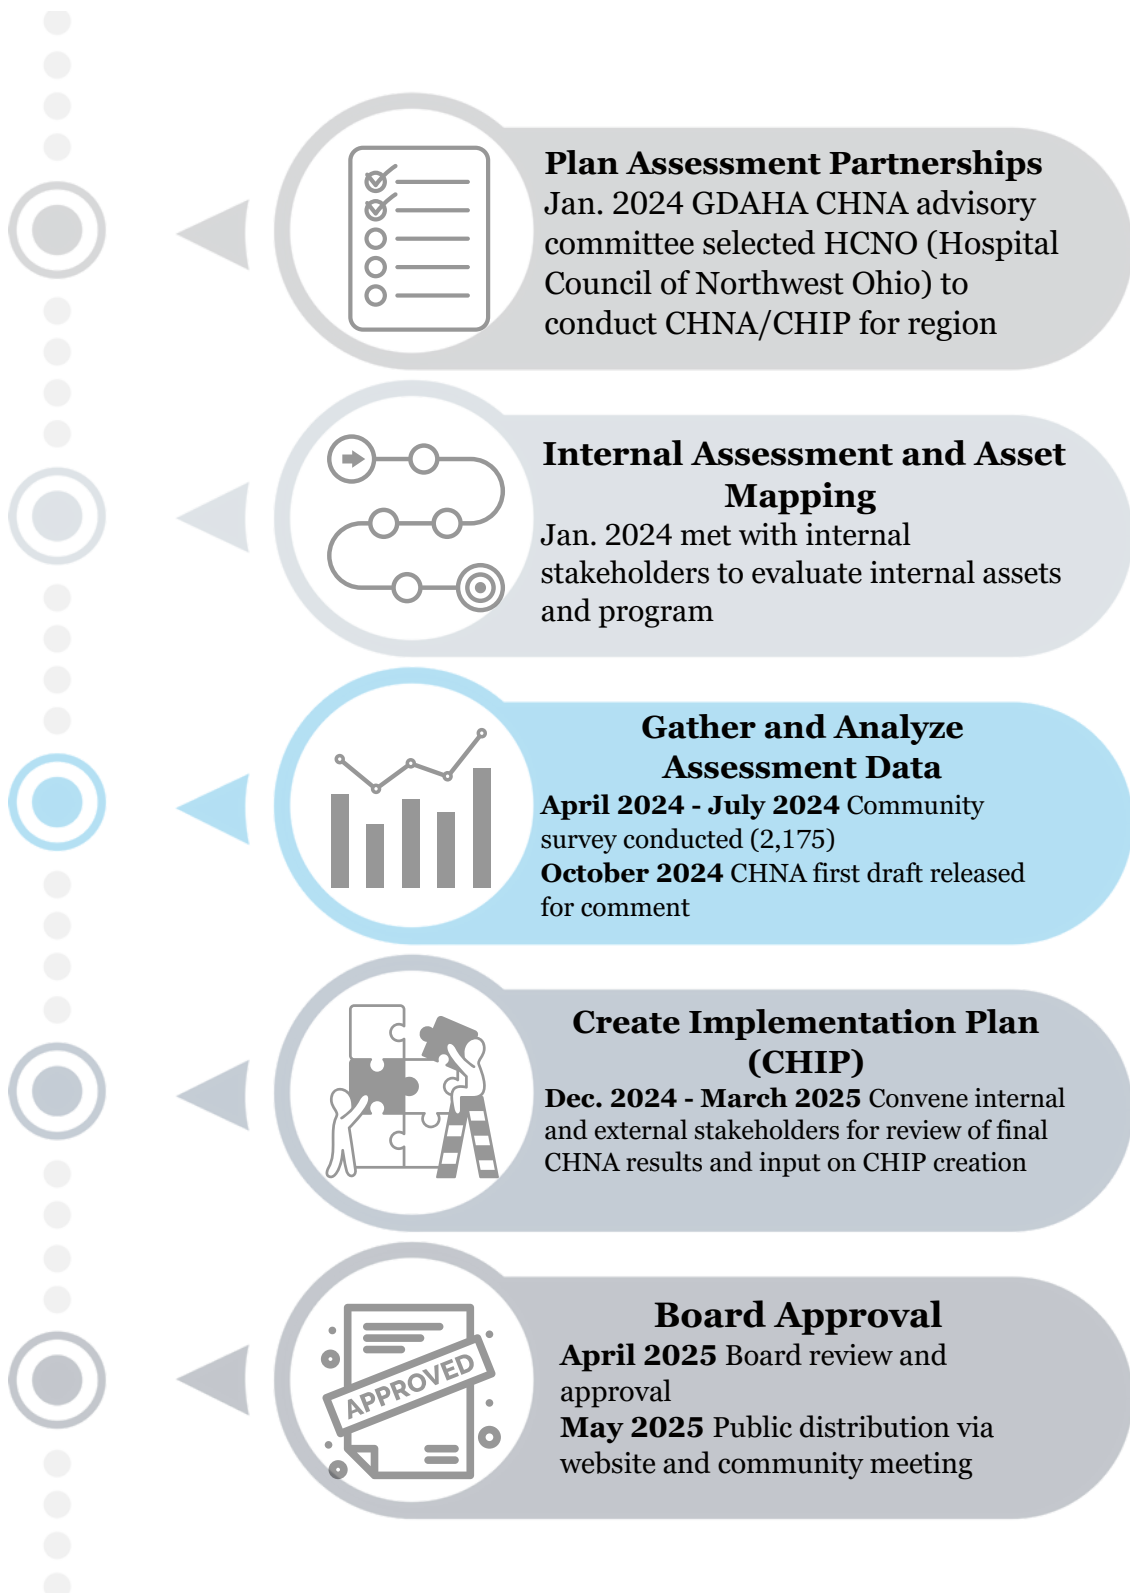 Plan Assessment Partnerships
Jan. 2024 GDAHA CHNA advisory
committee selected HCNO (Hospital
Council of Northwest Ohio) to
conduct CHNA/CHIP for region
Internal Assessment and Asset
Mapping
Jan. 2024 met with internal
stakeholders to evaluate internal assets
and program
Gather and Analyze
Assessment Data
April 2024 - July 2024 Community
survey conducted (2,175)
October 2024 CHNA first draft released
for comment
Create Implementation Plan
(CHIP)
Dec. 2024 - March 2025 Convene internal
and external stakeholders for review of final
CHNA results and input on CHIP creation
APPROVED
Board Approval
April 2025 Board review and
approval
May 2025 Public distribution via
website and community meeting